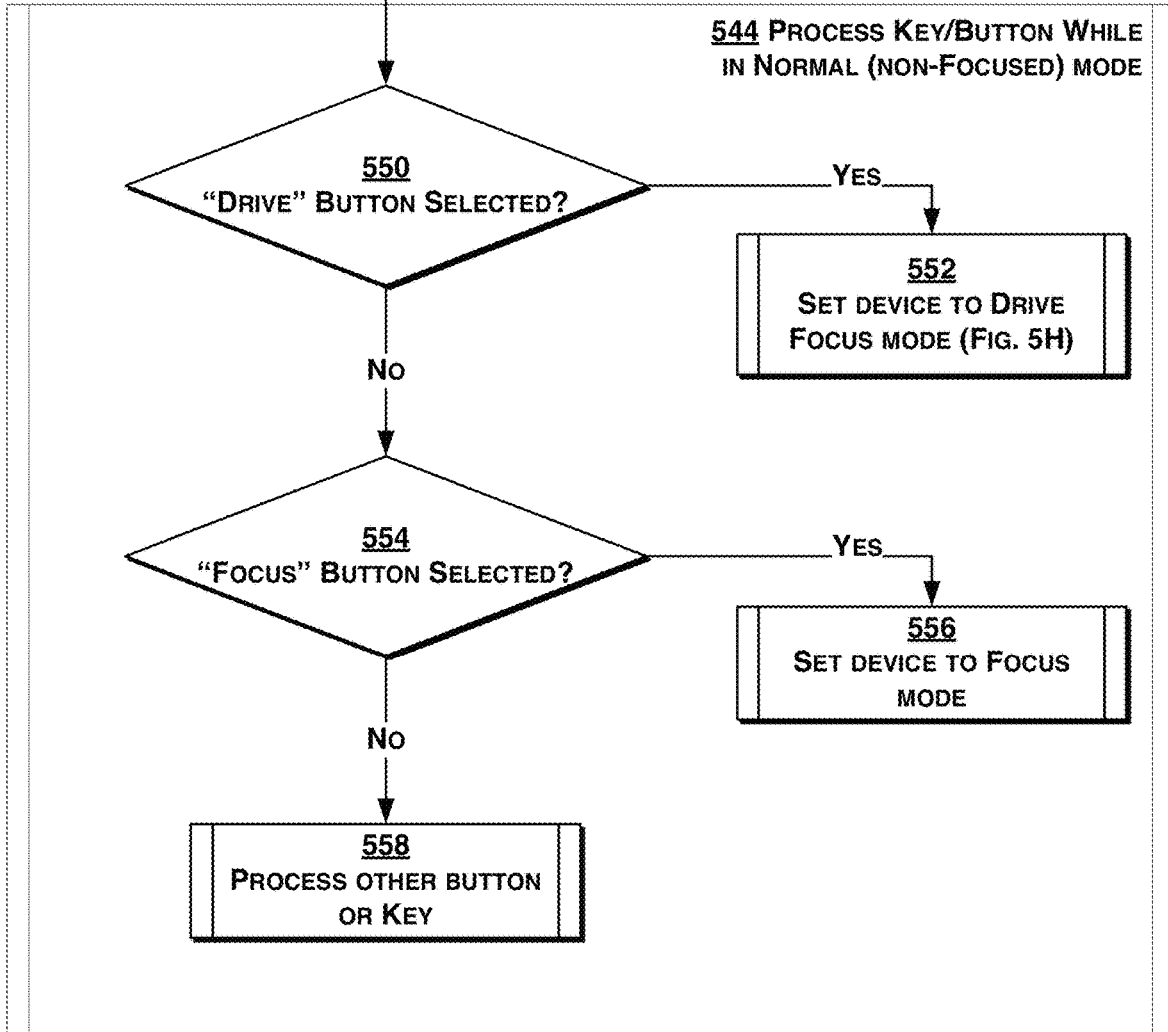 544 PROCESS KEY/BUTTON WHILE
IN NORMAL (NON-FOCUSED) MODE
550
“DRIVE” BUTTON SELECTED?
YES
552
SET DEVICE TO DRIVE
FOCUS MODE (FIG. 5H)
NO
554
“FOCUS” BUTTON SELECTED?
YES
556
SET DEVICE TO FOCUS
MODE
NO
558
PROCESS OTHER BUTTON
OR KEY